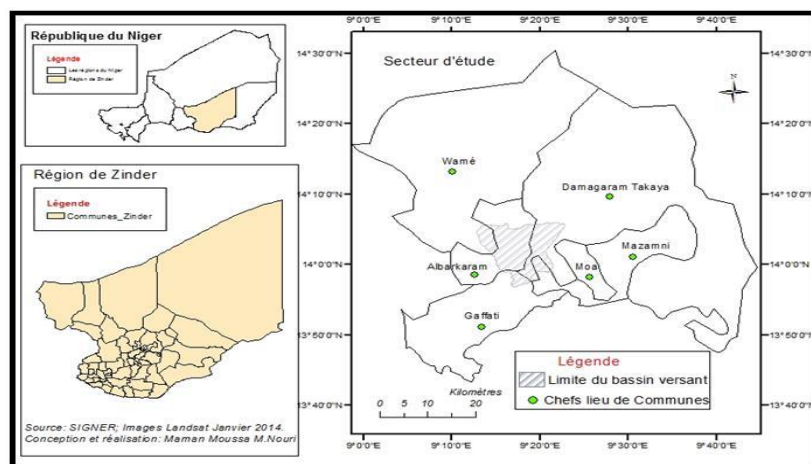 République du Niger
Légende
Les régions du Niger
Région de Zinder
Région de Zinder
Légende
Communes_Zinder
Source: SIGNER; Images Landsat Janvier 2014.
Conception et réalisation: Maman Moussa M.Nouri
9°0'0"E 9°10'0"E 9°20'0"E 9°30'0"E 9°40'0"E
14°30'0"N
14°20'0"N
14°10'0"N
14°0'0"N
13°50'0"N
13°40'0"N
Secteur d'étude
N
Wamé
Damagaram Takaya
Mazamni
Albarkaram
Moa
Gaffati
Légende
Limite du bassin versant
Chefs lieu de Communes
Kilomètres
0 5 10 20
14°30'0"N
14°20'0"N
14°10'0"N
14°0'0"N
13°50'0"N
13°40'0"N
9°0'0"E 9°10'0"E 9°20'0"E 9°30'0"E 9°40'0"E